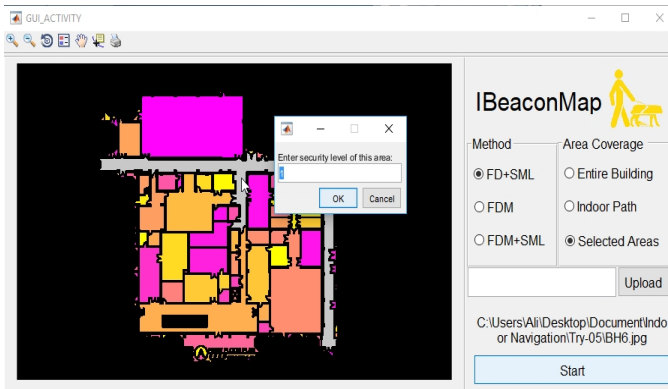 GUI_ACTIVITY
Enter security level of this area:
1
OK
Cancel
IBeaconMap
Method
FD+SML
FDM
FDM+SML
Area Coverage
Entire Building
Indoor Path
Selected Areas
Upload
C:\Users\Ali\Desktop\Document\Indo
or Navigation\Try-05\BH6.jpg
Start